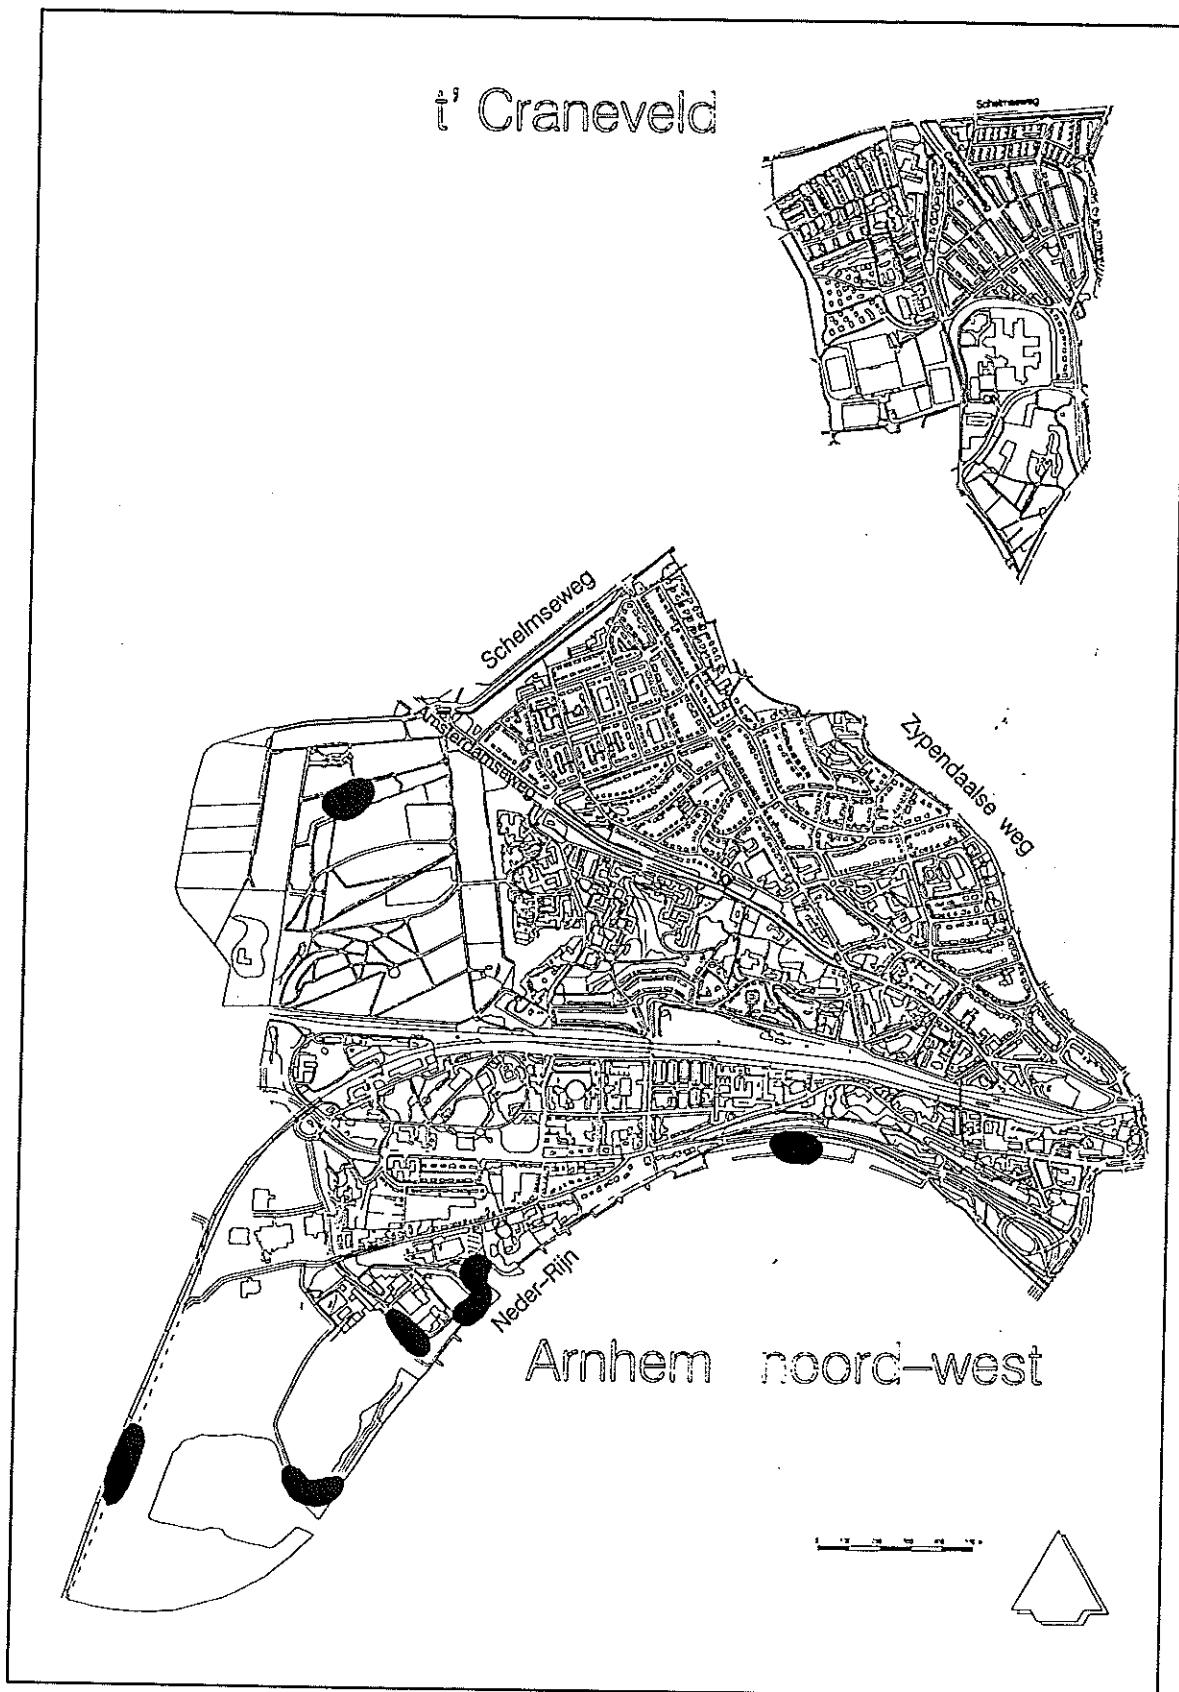 t' Craneveld
Schelmseweg
Schelmseweg
Amsterdamseweg
Zypendaalse weg
Neder-Rijn
Arnhem noord-west